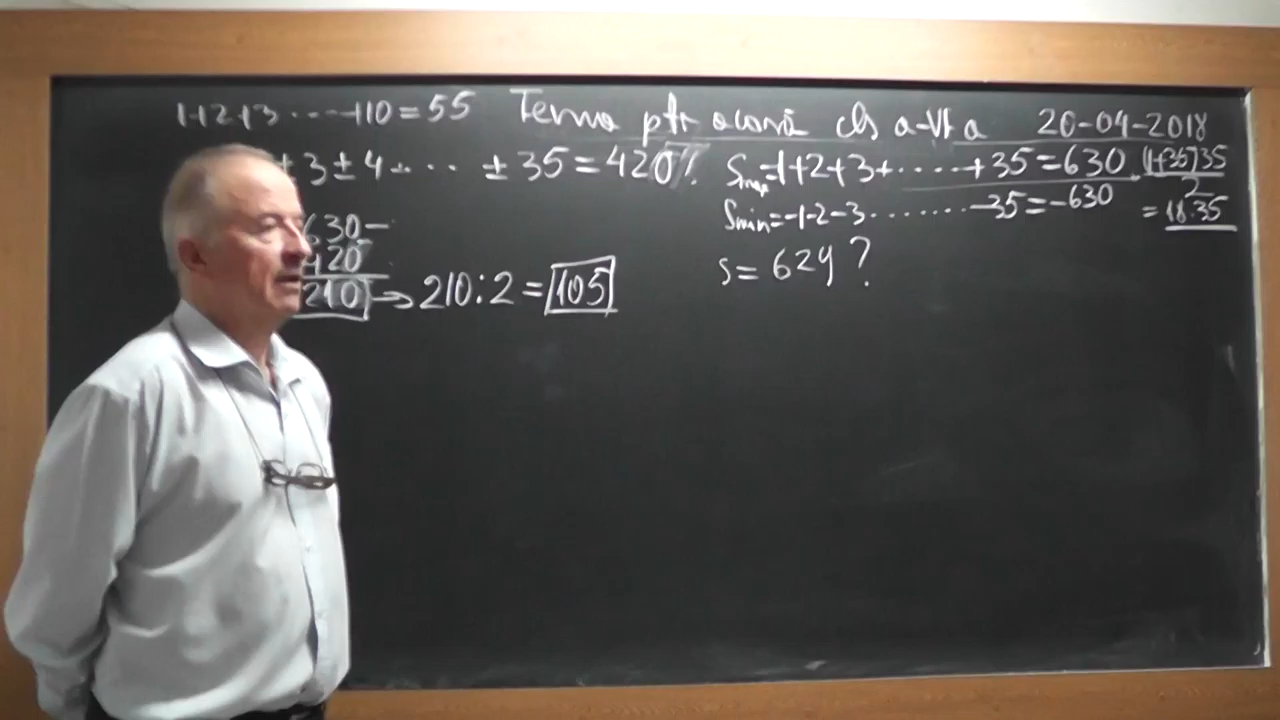 1+2+3.....+10=55 Tema ptr acasă cls a-VI a 20-04-2018
±3±4+... ±35=420?
Smax=1+2+3+.....+35=630 (1+35)35
2
=18.35
Smin=-1-2-3........-35=-630
630-
420
210→210:2=105
S=629?